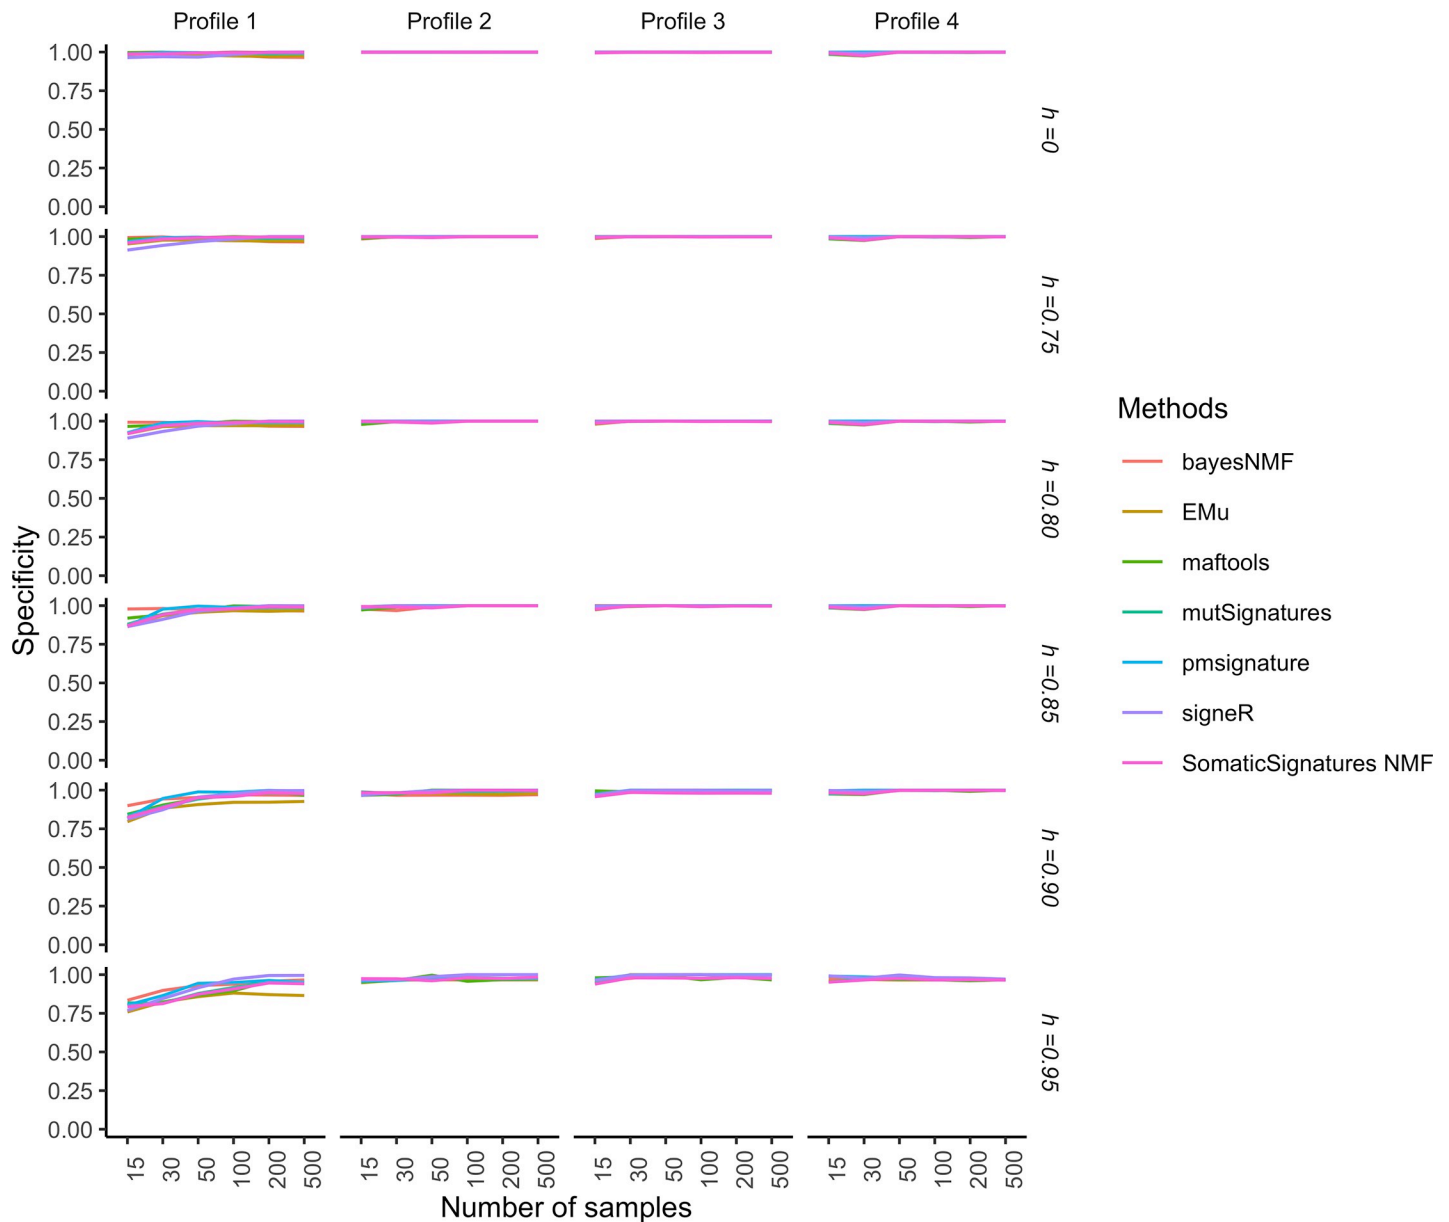 Profile 1 Profile 2 Profile 3 Profile 4
1.00
0.75
0.50
0.25
0.00
h =0
1.00
0.75
0.50
0.25
0.00
h =0.75
1.00
0.75
0.50
0.25
0.00
h =0.80
1.00
0.75
0.50
0.25
0.00
h =0.85
1.00
0.75
0.50
0.25
0.00
h =0.90
1.00
0.75
0.50
0.25
0.00
h =0.95
Specificity
15 30 50 100 200 500 15 30 50 100 200 500 15 30 50 100 200 500 15 30 50 100 200 500
Number of samples
Methods
bayesNMF
EMu
maftools
mutSignatures
pmsignature
signeR
SomaticSignatures NMF